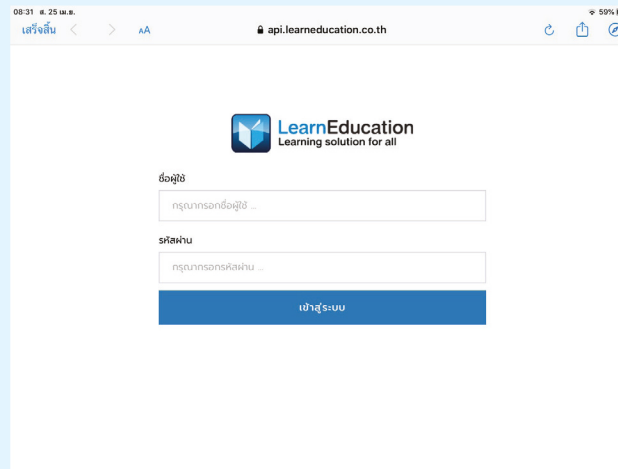 08:31 ส. 25 เม.ย.
59%
เสร็จสิ้น
AA
api.learneducation.co.th
LearnEducation
Learning solution for all
ชื่อผู้ใช้
กรุณากรอกชื่อผู้ใช้ ...
รหัสผ่าน
กรุณากรอกรหัสผ่าน ...
เข้าสู่ระบบ